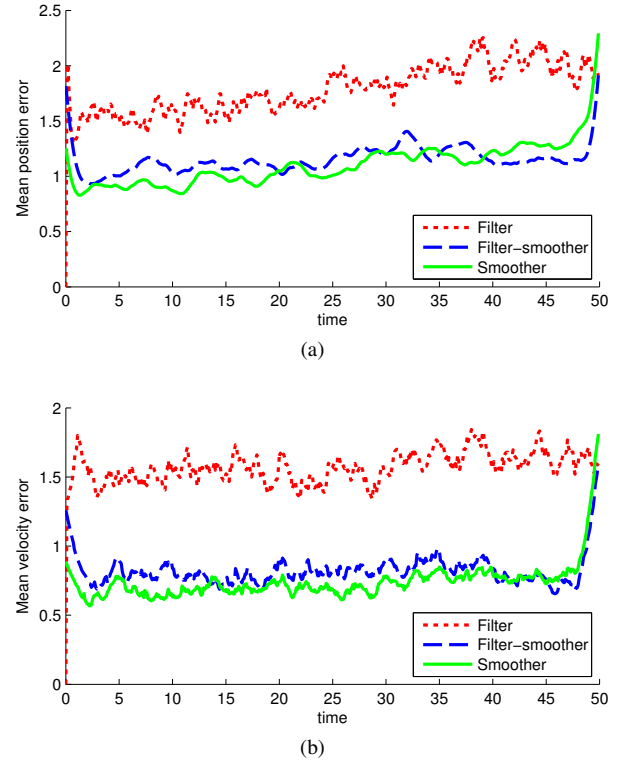 2.5
2
1.5
1
0.5
0
Mean position error
Filter
Filter−smoother
Smoother
0 5 10 15 20 25 30 35 40 45 50
time
(a)
2
1.5
1
0.5
0
Mean velocity error
Filter
Filter−smoother
Smoother
0 5 10 15 20 25 30 35 40 45 50
time
(b)